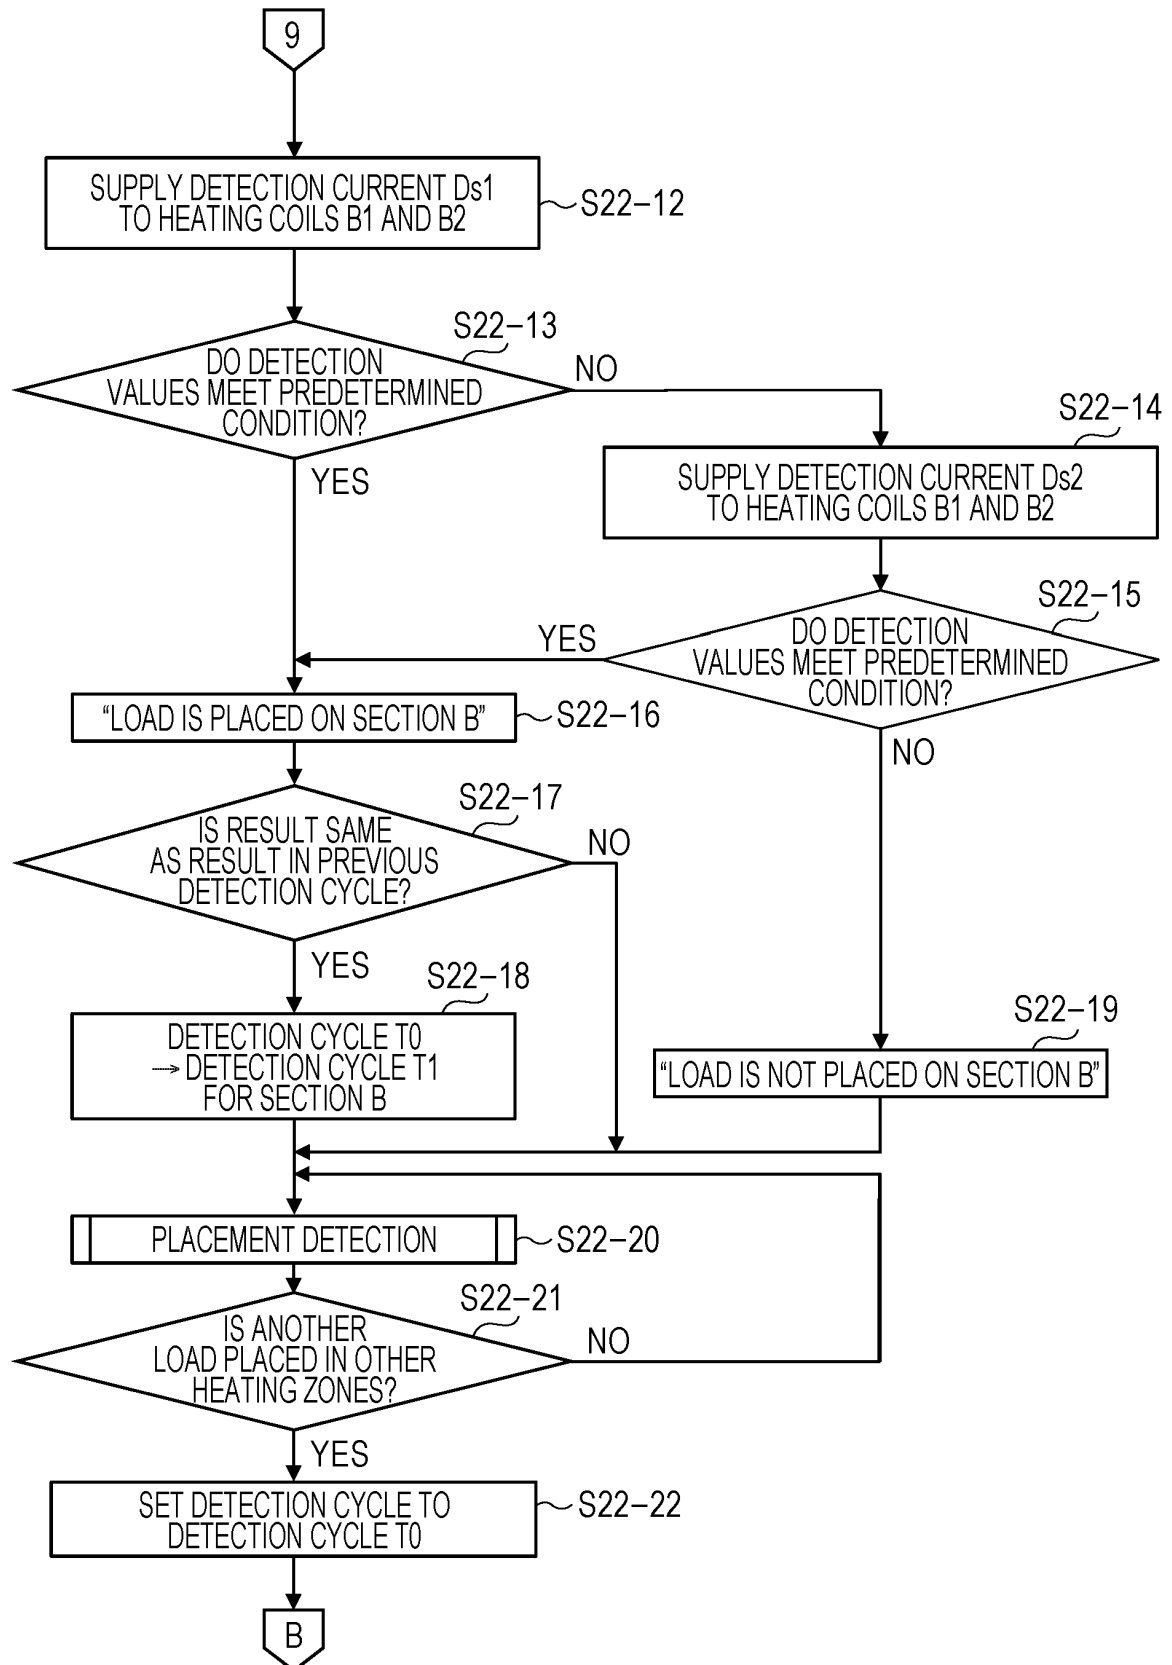 9
SUPPLY DETECTION CURRENT Ds1
TO HEATING COILS B1 AND B2
S22-12
S22-13
DO DETECTION
VALUES MEET PREDETERMINED
CONDITION?
NO
YES
S22-14
SUPPLY DETECTION CURRENT Ds2
TO HEATING COILS B1 AND B2
S22-15
DO DETECTION
VALUES MEET PREDETERMINED
CONDITION?
YES
NO
“LOAD IS PLACED ON SECTION B”
S22-16
S22-17
IS RESULT SAME
AS RESULT IN PREVIOUS
DETECTION CYCLE?
NO
YES
S22-18
DETECTION CYCLE T0
→ DETECTION CYCLE T1
FOR SECTION B
S22-19
“LOAD IS NOT PLACED ON SECTION B”
PLACEMENT DETECTION
S22-20
S22-21
IS ANOTHER
LOAD PLACED IN OTHER
HEATING ZONES?
NO
YES
SET DETECTION CYCLE TO
DETECTION CYCLE T0
S22-22
B